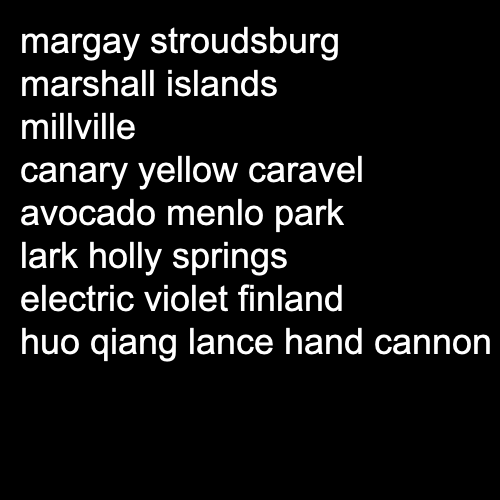 margay stroudsburg
marshall islands
millville
canary yellow caravel
avocado menlo park
lark holly springs
electric violet finland
huo qiang lance hand cannon